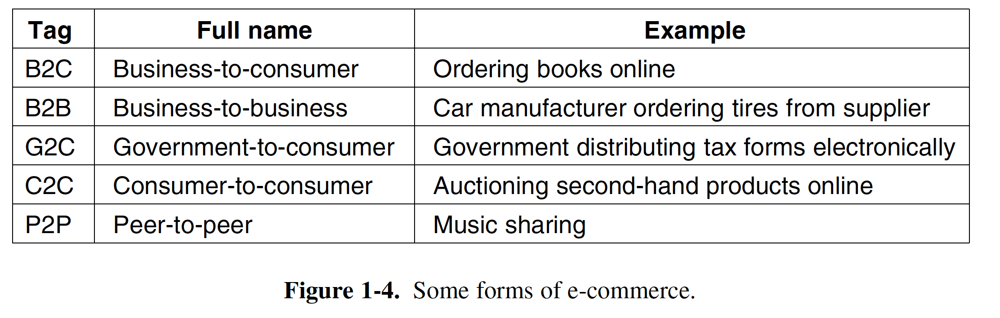 Tag Full name Example
B2C Business-to-consumer Ordering books online
B2B Business-to-business Car manufacturer ordering tires from supplier
G2C Government-to-consumer Government distributing tax forms electronically
C2C Consumer-to-consumer Auctioning second-hand products online
P2P Peer-to-peer Music sharing
Figure 1-4. Some forms of e-commerce.